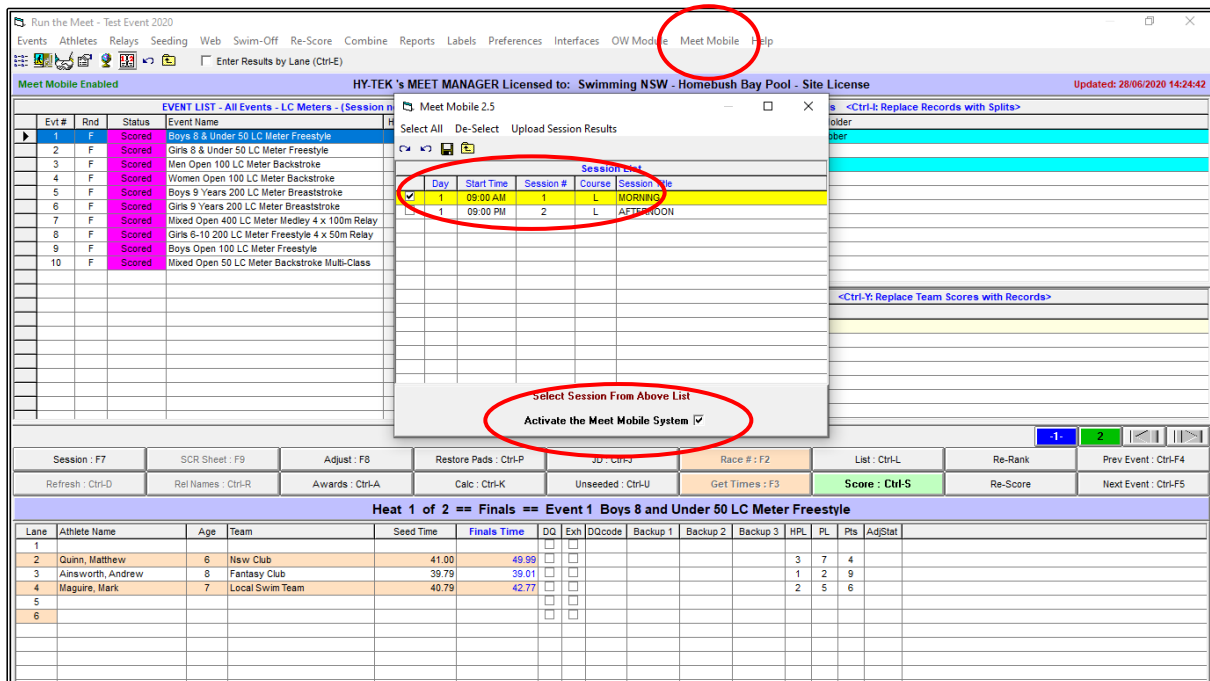 Run the Meet - Test Event 2020
Events Athletes Relays Seeding Web Swim-Off Re-Score Combine Reports Labels Preferences Interfaces OW Module Meet Mobile Help
Enter Results by Lane (Ctrl-E)
Meet Mobile Enabled
HY-TEK 's MEET MANAGER Licensed to: Swimming NSW - Homebush Bay Pool - Site License
Updated: 28/06/2020 14:24:42
EVENT LIST - All Events - LC Meters - (Session n
Evt # Rnd Status Event Name H
1 F Scored Boys 8 & Under 50 LC Meter Freestyle
2 F Scored Girls 8 & Under 50 LC Meter Freestyle
3 F Scored Men Open 100 LC Meter Backstroke
4 F Scored Women Open 100 LC Meter Backstroke
5 F Scored Boys 9 Years 200 LC Meter Breaststroke
6 F Scored Girls 9 Years 200 LC Meter Breaststroke
7 F Scored Mixed Open 400 LC Meter Medley 4 x 100m Relay
8 F Scored Girls 6-10 200 LC Meter Freestyle 4 x 50m Relay
9 F Scored Boys Open 100 LC Meter Freestyle
10 F Scored Mixed Open 50 LC Meter Backstroke Multi-Class
Meet Mobile 2.5
Select All De-Select Upload Session Results
Session List
Day Start Time Session # Course Session Title
1 09:00 AM 1 L MORNING
1 09:00 PM 2 L AFTERNOON
Select Session From Above List
Activate the Meet Mobile System
s <Ctrl-I: Replace Records with Splits>
older
ober
<Ctrl-Y: Replace Team Scores with Records>
-1- 2
Session : F7 SCR Sheet : F9 Adjust : F8 Restore Pads : Ctrl-P JD : Ctrl-J Race # : F2 List : Ctrl-L Re-Rank Prev Event : Ctrl-F4
Refresh : Ctrl-D Rel Names : Ctrl-R Awards : Ctrl-A Calc : Ctrl-K Unseeded : Ctrl-U Get Times : F3 Score : Ctrl-S Re-Score Next Event : Ctrl-F5
Heat 1 of 2 == Finals == Event 1 Boys 8 and Under 50 LC Meter Freestyle
Lane Athlete Name Age Team Seed Time Finals Time DQ Exh DQcode Backup 1 Backup 2 Backup 3 HPL PL Pts AdjStat
1
2 Quinn, Matthew 6 Nsw Club 41.00 49.99 3 7 4
3 Ainsworth, Andrew 8 Fantasy Club 39.79 39.01 1 2 9
4 Maguire, Mark 7 Local Swim Team 40.79 42.77 2 5 6
5
6